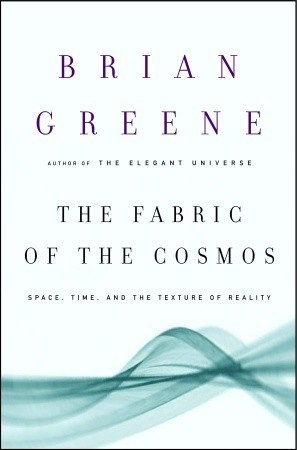 BRIAN
GREENE
AUTHOR OF THE ELEGANT UNIVERSE
THE FABRIC
OF THE COSMOS
SPACE, TIME, AND THE TEXTURE OF REALITY